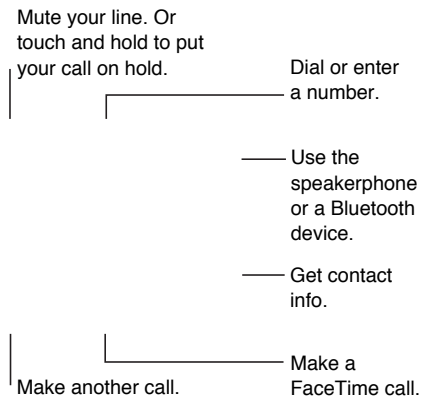 Mute your line. Or
touch and hold to put
your call on hold.
Dial or enter
a number.
Use the
speakerphone
or a Bluetooth
device.
Get contact
info.
Make another call.
Make a
FaceTime call.